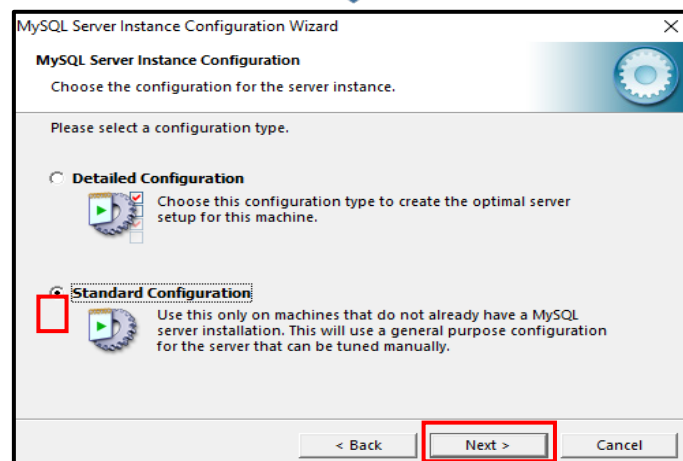 MySQL Server Instance Configuration Wizard
MySQL Server Instance Configuration
Choose the configuration for the server instance.
Please select a configuration type.
Detailed Configuration
Choose this configuration type to create the optimal server
setup for this machine.
Standard Configuration
Use this only on machines that do not already have a MySQL
server installation. This will use a general purpose configuration
for the server that can be tuned manually.
< Back
Next >
Cancel